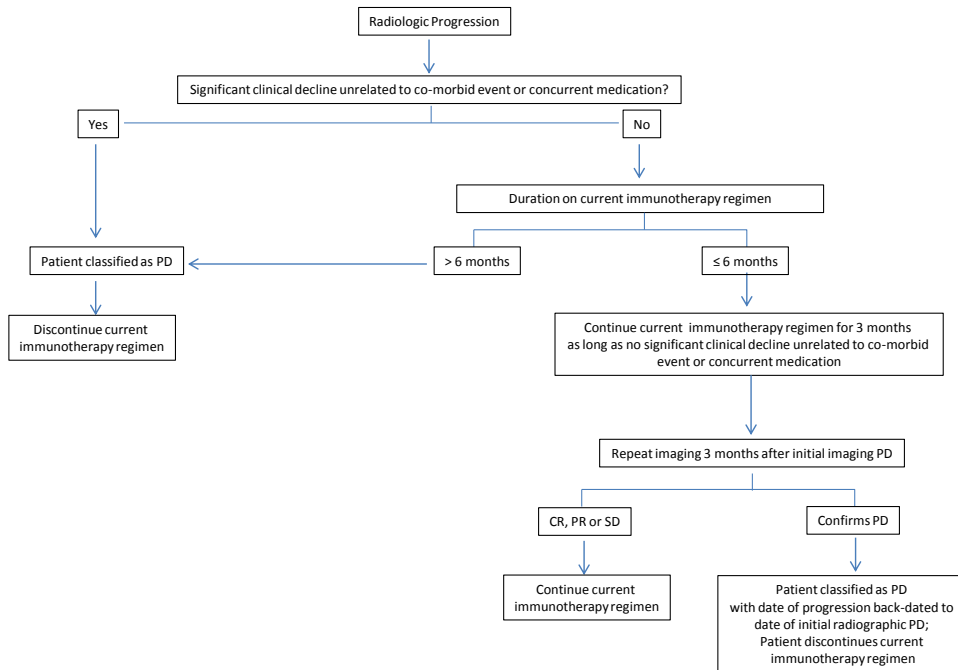 Radiologic Progression
Significant clinical decline unrelated to co-morbid event or concurrent medication?
Yes
No
Duration on current immunotherapy regimen
Patient classified as PD
> 6 months
≤ 6 months
Discontinue current
immunotherapy regimen
Continue current immunotherapy regimen for 3 months
as long as no significant clinical decline unrelated to co-morbid
event or concurrent medication
Repeat imaging 3 months after initial imaging PD
CR, PR or SD
Confirms PD
Continue current
immunotherapy regimen
Patient classified as PD
with date of progression back-dated to
date of initial radiographic PD;
Patient discontinues current
immunotherapy regimen